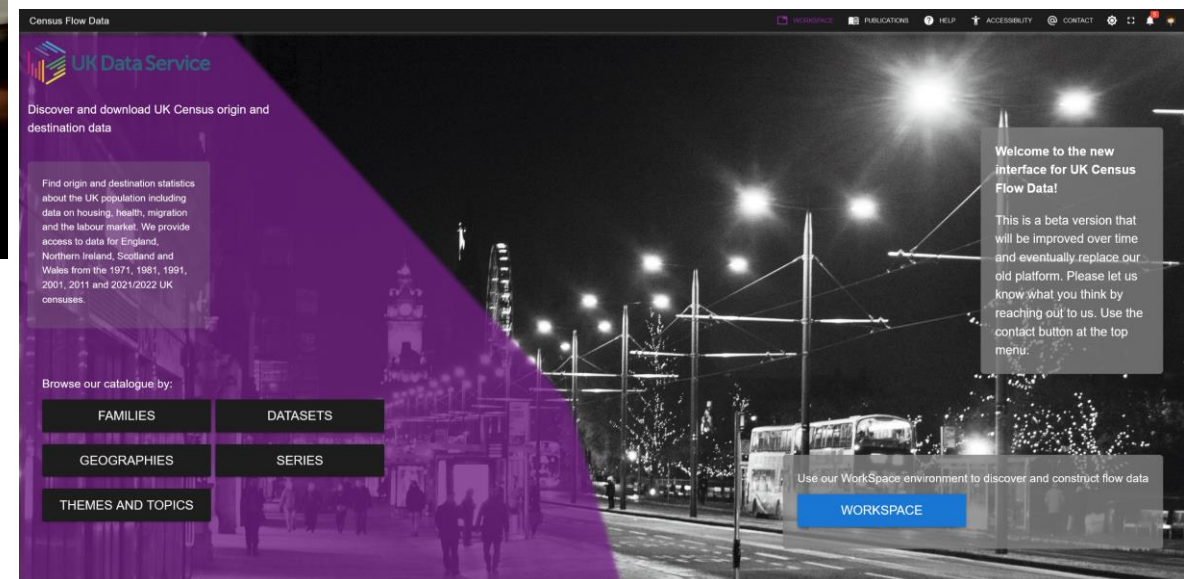 Census Flow Data
WORKSPACE PUBLICATIONS HELP ACCESSIBILITY CONTACT
UK Data Service
Discover and download UK Census origin and
destination data
Find origin and destination statistics
about the UK population including
data on housing, health, migration
and the labour market. We provide
access to data for England,
Northern Ireland, Scotland and
Wales from the 1971, 1981, 1991,
2001, 2011 and 2021/2022 UK
censuses.
Browse our catalogue by:
FAMILIES DATASETS
GEOGRAPHIES SERIES
THEMES AND TOPICS
Welcome to the new
interface for UK Census
Flow Data!
This is a beta version that
will be improved over time
and eventually replace our
old platform. Please let us
know what you think by
reaching out to us. Use the
contact button at the top
menu.
Use our WorkSpace environment to discover and construct flow data
WORKSPACE